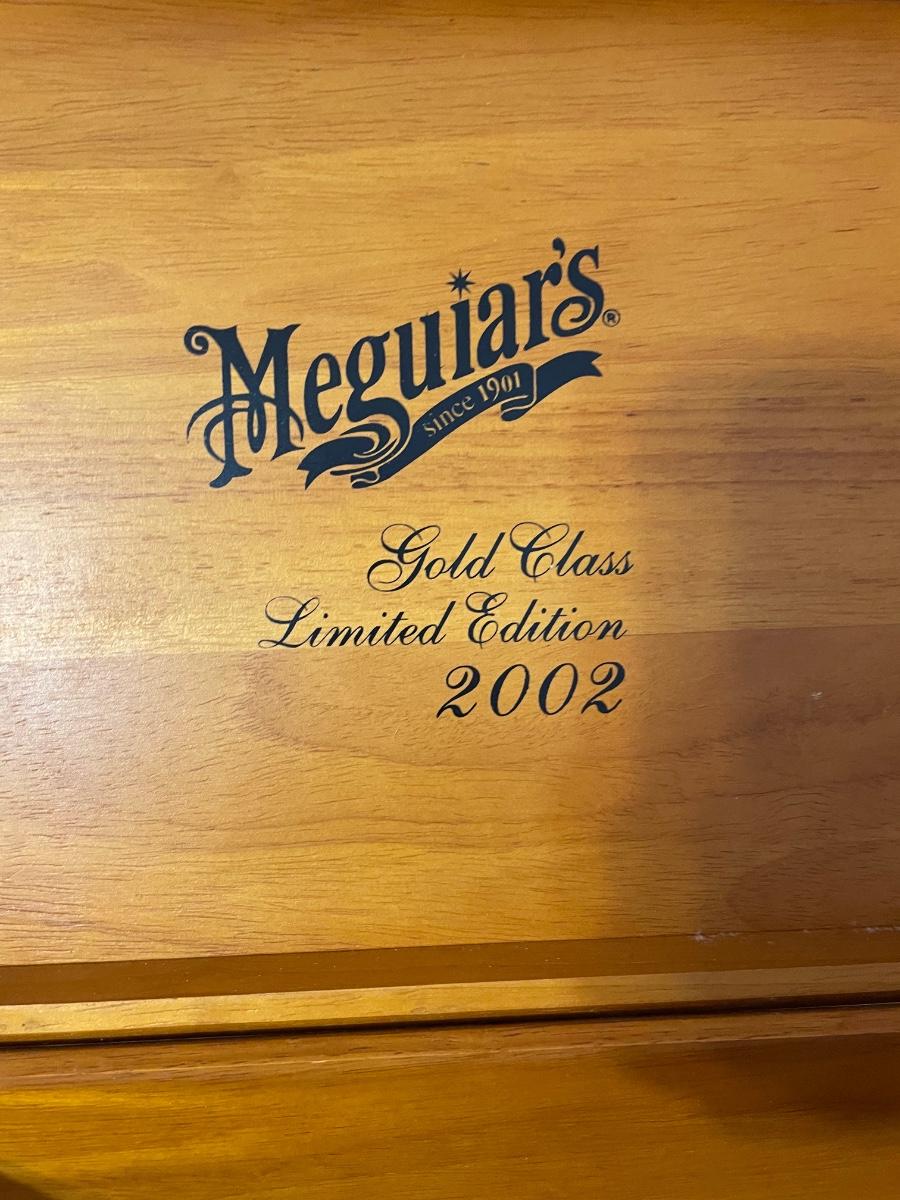 Meguiar's®
since 1901
Gold Class
Limited Edition
2002